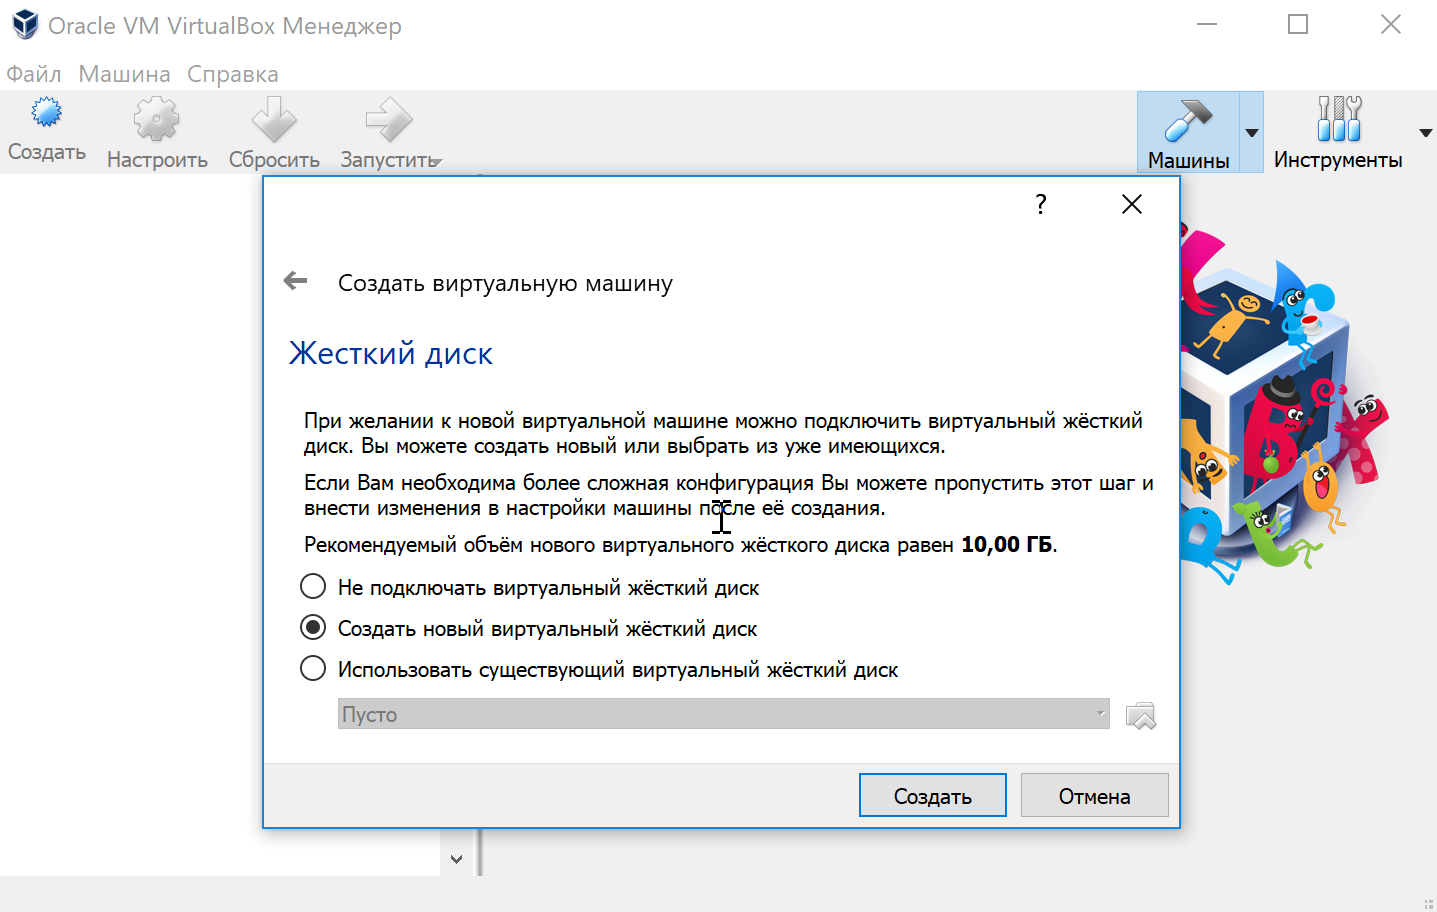 Oracle VM VirtualBox Менеджер
Файл Машина Справка
Создать Настроить Сбросить Запустить Машины Инструменты
?
Создать виртуальную машину
Жесткий диск
При желании к новой виртуальной машине можно подключить виртуальный жёсткий
диск. Вы можете создать новый или выбрать из уже имеющихся.
Если Вам необходима более сложная конфигурация Вы можете пропустить этот шаг и
внести изменения в настройки машины после её создания.
Рекомендуемый объём нового виртуального жёсткого диска равен 10,00 ГБ.
Не подключать виртуальный жёсткий диск
Создать новый виртуальный жёсткий диск
Использовать существующий виртуальный жёсткий диск
Пусто
Создать Отмена